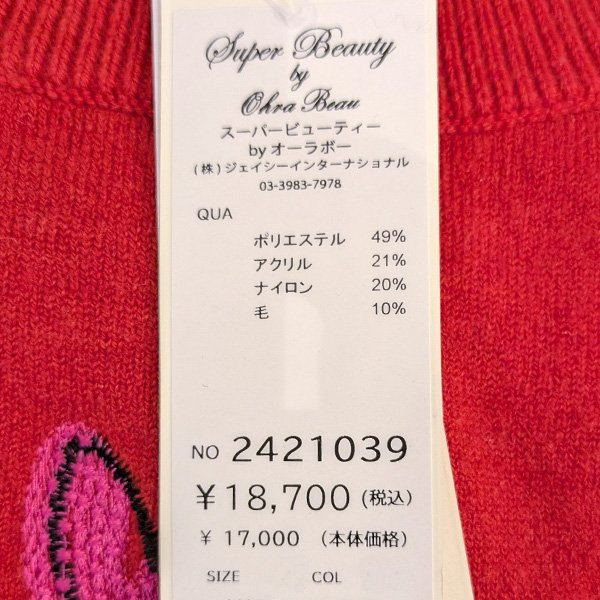 Super Beauty
by
Ohra Beau
スーパービューティー
by オーラボー
(株)ジェイシーインターナショナル
03-3983-7978
QUA
ポリエステル 49%
アクリル 21%
ナイロン 20%
毛 10%
NO 2421039
￥18,700 (税込)
￥ 17,000 (本体価格)
SIZE COL